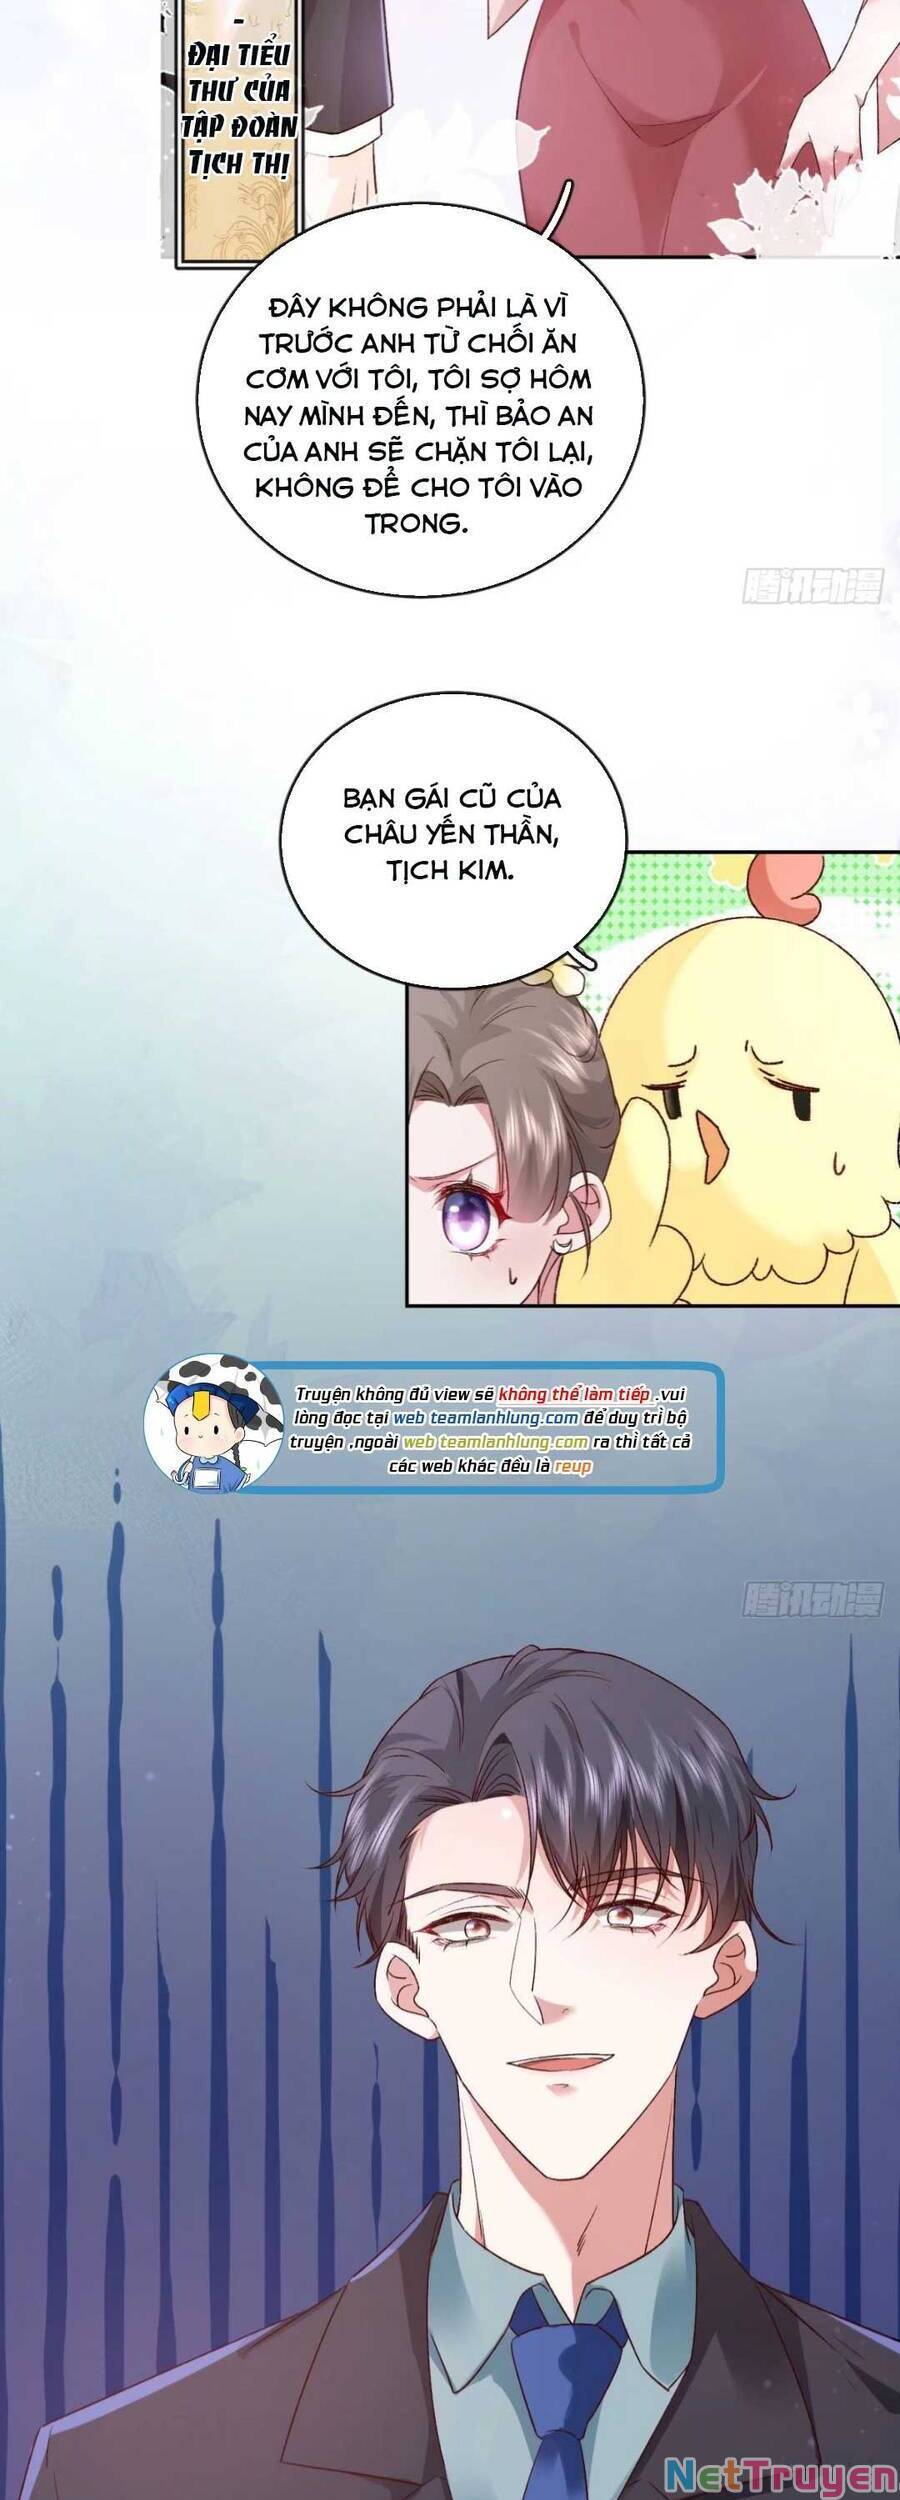 -
ĐẠI TIỂU
THƯ CỦA
TẬP ĐOÀN
TỊCH THỊ
ĐÂY KHÔNG PHẢI LÀ VÌ
TRƯỚC ANH TỪ CHỐI ĂN
CƠM VỚI TÔI, TÔI SỢ HÔM
NAY MÌNH ĐẾN, THÌ BẢO AN
CỦA ANH SẼ CHẶN TÔI LẠI,
KHÔNG ĐỂ CHO TÔI VÀO
TRONG.
腾讯动漫
BẠN GÁI CŨ CỦA
CHÂU YẾN THẦN,
TỊCH KIM.
Truyện không đủ view sẽ không thể làm tiếp .vui
lòng đọc tại web teamlanhlung.com để duy trì bộ
truyện ,ngoài web teamlanhlung.com ra thì tất cả
các web khác đều là reup
腾讯动漫
NetTruyen